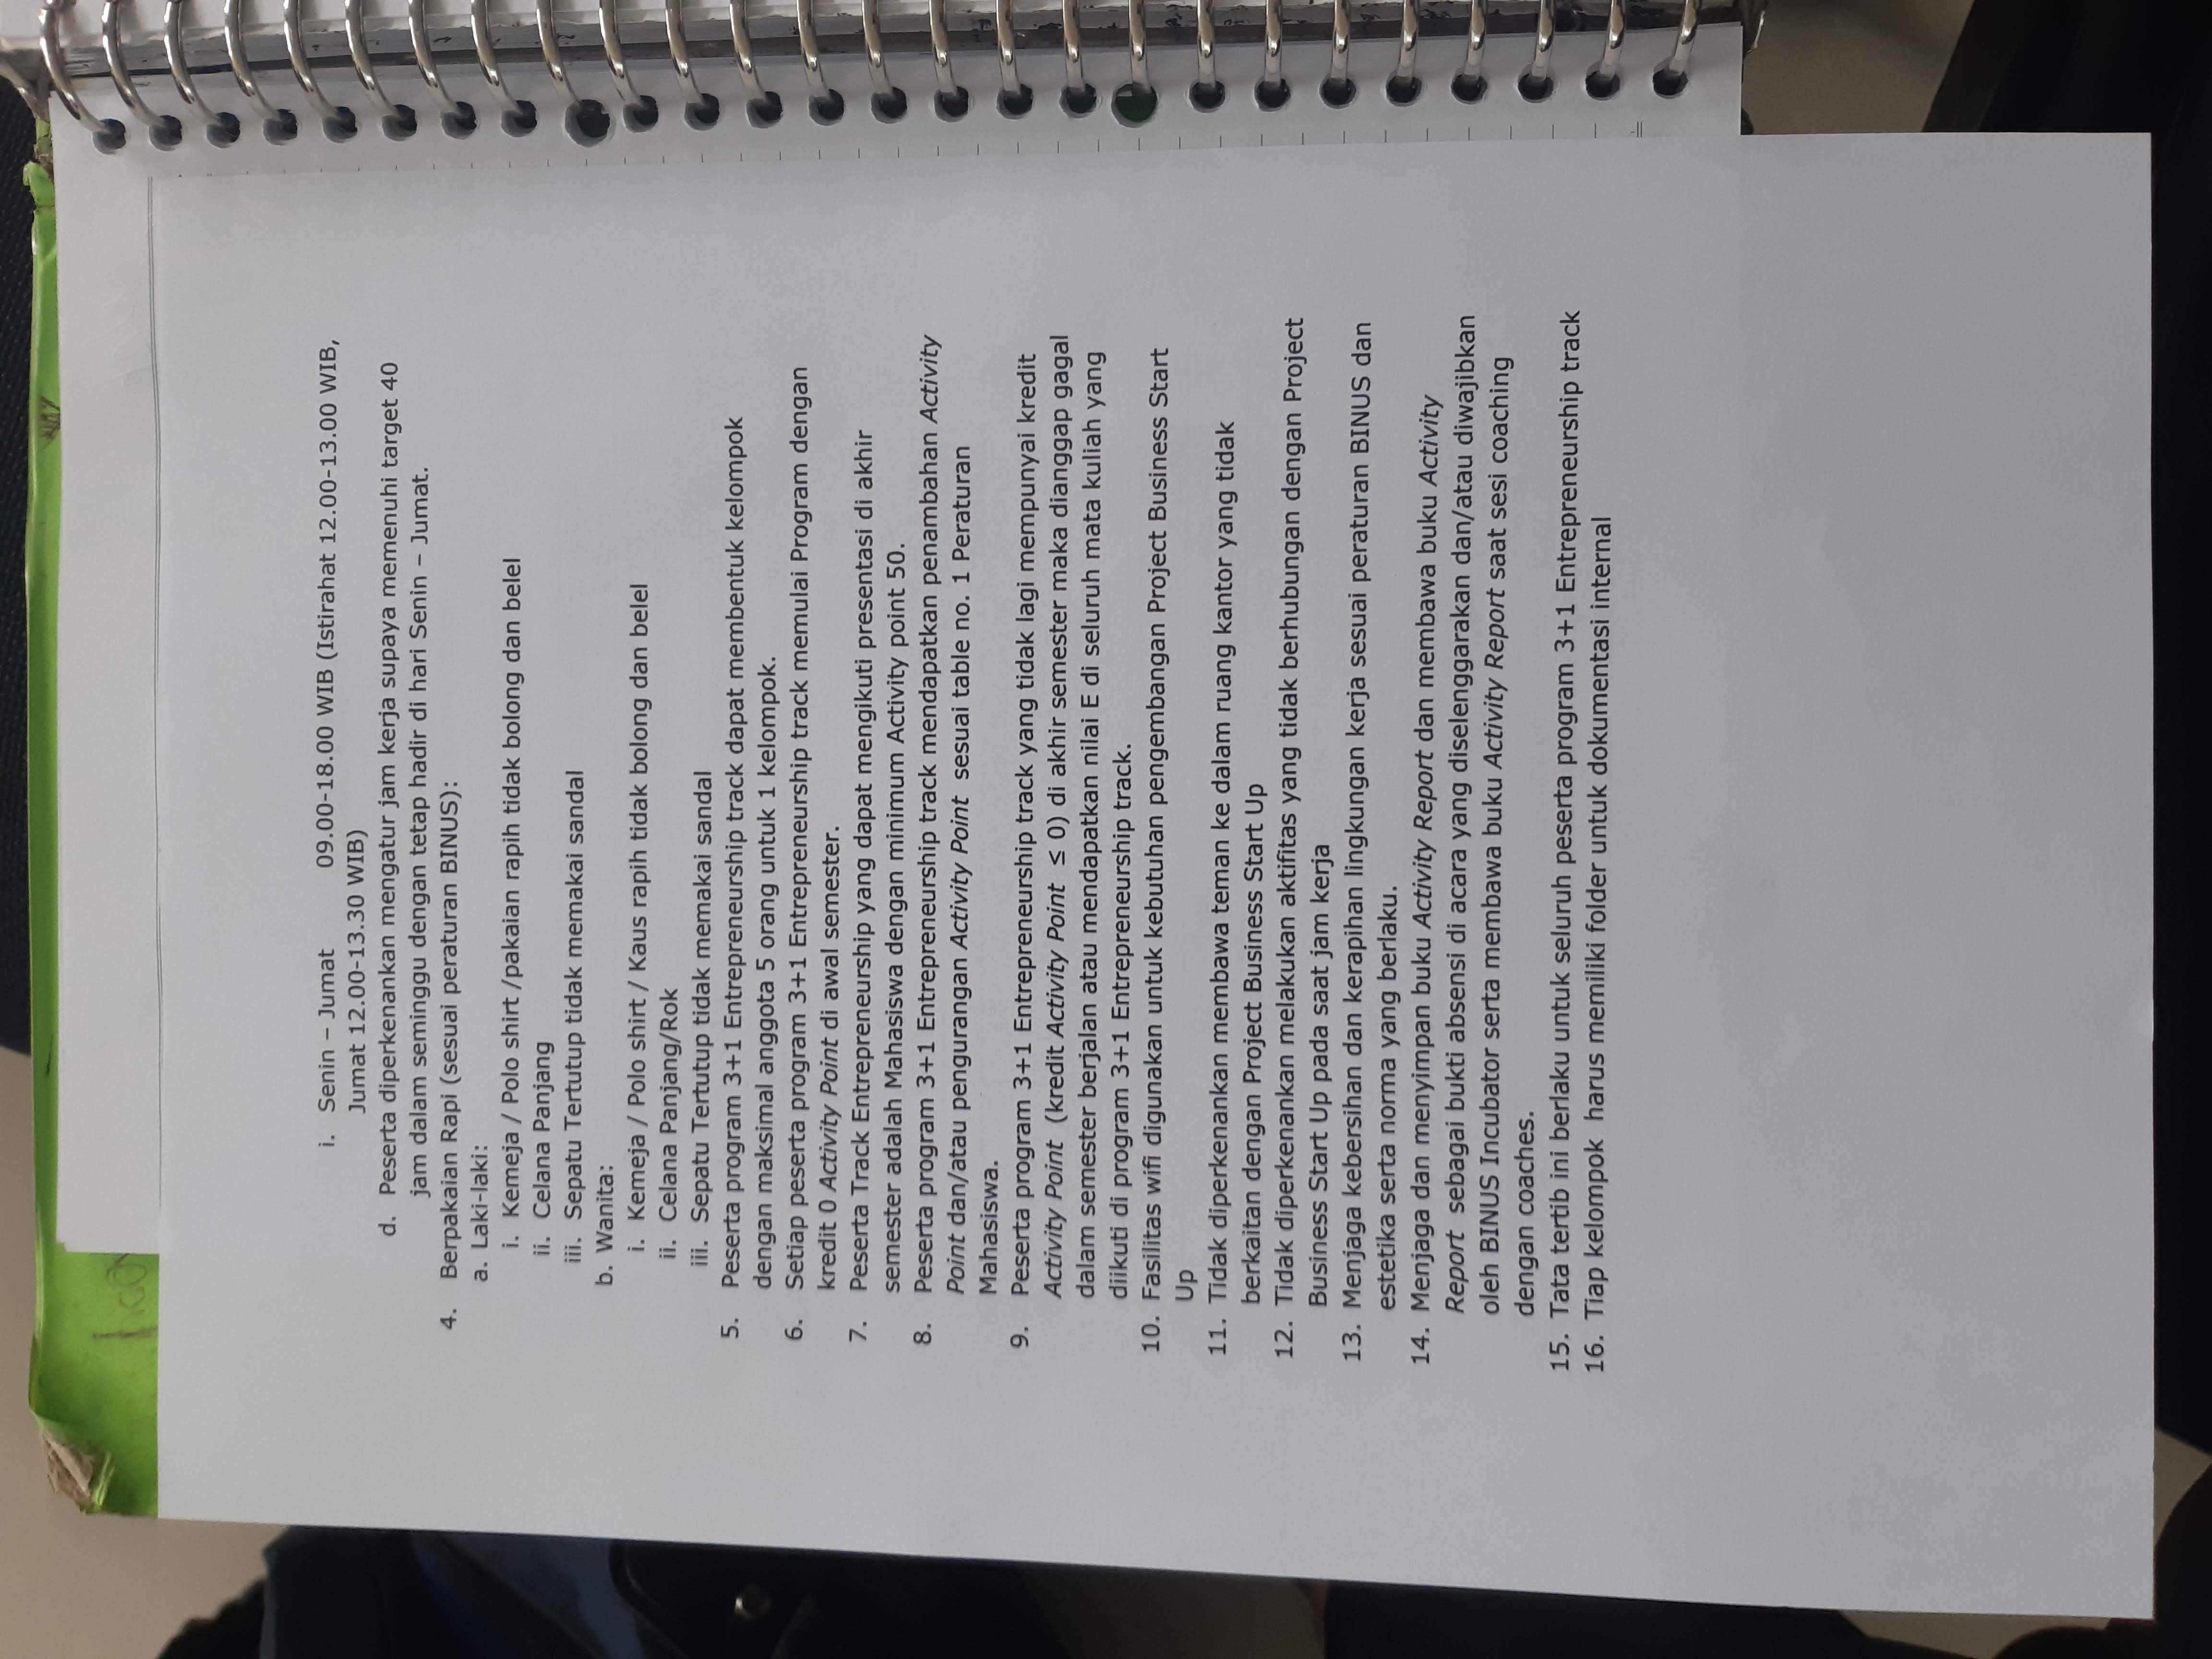 i. Senin – Jumat 09.00-18.00 WIB (Istirahat 12.00-13.00 WIB,
Jumat 12.00-13.30 WIB)
d. Peserta diperkenankan mengatur jam kerja supaya memenuhi target 40
jam dalam seminggu dengan tetap hadir di hari Senin – Jumat.
4. Berpakaian Rapi (sesuai peraturan BINUS):
a. Laki-laki:
i. Kemeja / Polo shirt /pakaian rapih tidak bolong dan belel
ii. Celana Panjang
iii. Sepatu Tertutup tidak memakai sandal
b. Wanita:
i. Kemeja / Polo shirt / Kaus rapih tidak bolong dan belel
ii. Celana Panjang/Rok
iii. Sepatu Tertutup tidak memakai sandal
5. Peserta program 3+1 Entrepreneurship track dapat membentuk kelompok
dengan maksimal anggota 5 orang untuk 1 kelompok.
6. Setiap peserta program 3+1 Entrepreneurship track memulai Program dengan
kredit 0 Activity Point di awal semester.
7. Peserta Track Entrepreneurship yang dapat mengikuti presentasi di akhir
semester adalah Mahasiswa dengan minimum Activity point 50.
8. Peserta program 3+1 Entrepreneurship track mendapatkan penambahan Activity
Point dan/atau pengurangan Activity Point sesuai table no. 1 Peraturan
Mahasiswa.
9. Peserta program 3+1 Entrepreneurship track yang tidak lagi mempunyai kredit
Activity Point (kredit Activity Point ≤ 0) di akhir semester maka dianggap gagal
dalam semester berjalan atau mendapatkan nilai E di seluruh mata kuliah yang
diikuti di program 3+1 Entrepreneurship track.
10. Fasilitas wifi digunakan untuk kebutuhan pengembangan Project Business Start
Up
11. Tidak diperkenankan membawa teman ke dalam ruang kantor yang tidak
berkaitan dengan Project Business Start Up
12. Tidak diperkenankan melakukan aktifitas yang tidak berhubungan dengan Project
Business Start Up pada saat jam kerja
13. Menjaga kebersihan dan kerapihan lingkungan kerja sesuai peraturan BINUS dan
estetika serta norma yang berlaku.
14. Menjaga dan menyimpan buku Activity Report dan membawa buku Activity
Report sebagai bukti absensi di acara yang diselenggarakan dan/atau diwajibkan
oleh BINUS Incubator serta membawa buku Activity Report saat sesi coaching
dengan coaches.
15. Tata tertib ini berlaku untuk seluruh peserta program 3+1 Entrepreneurship track
16. Tiap kelompok harus memiliki folder untuk dokumentasi internal